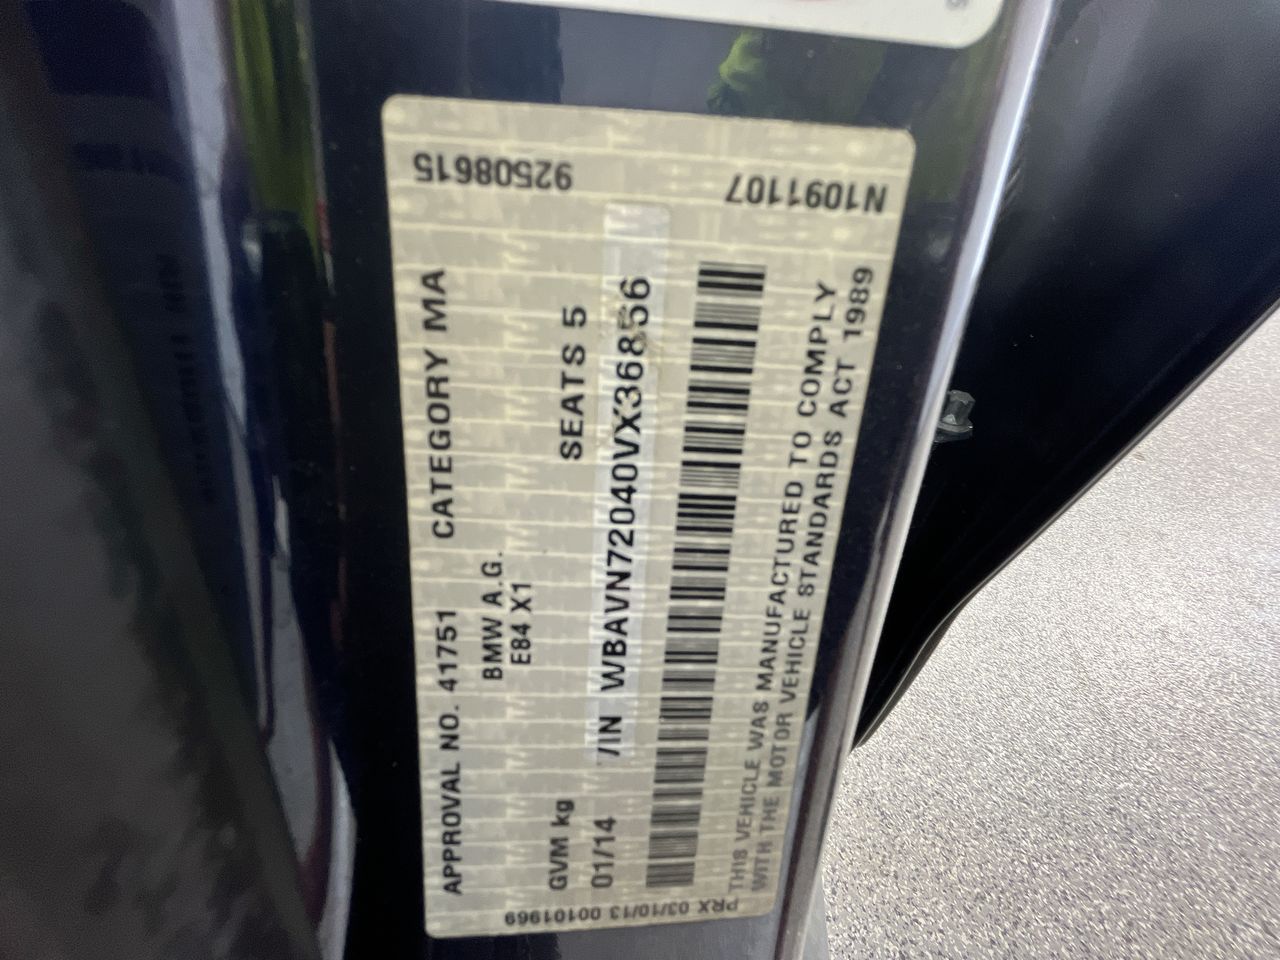 APPROVAL NO. 41751 CATEGORY MA
BMW A.G.
E84 X1
GVM kg SEATS 5
01/14 VIN WBAVN72040VX36856
THIS VEHICLE WAS MANUFACTURED TO COMPLY
WITH THE MOTOR VEHICLE STANDARDS ACT 1989
92508615
N1091107
PRX 03/10/13 00101969